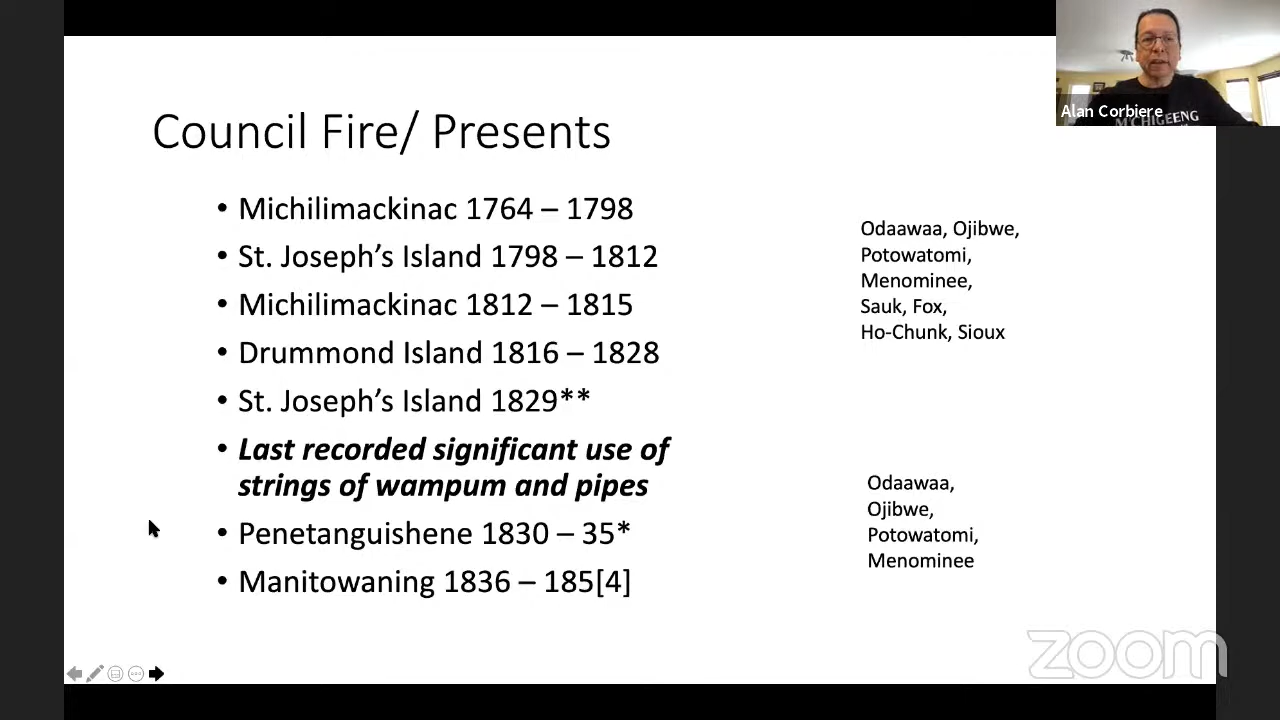 Council Fire/ Presents
• Michilimackinac 1764 – 1798
• St. Joseph’s Island 1798 – 1812
• Michilimackinac 1812 – 1815
• Drummond Island 1816 – 1828
• St. Joseph’s Island 1829**
• Last recorded significant use of
strings of wampum and pipes
• Penetanguishene 1830 – 35*
• Manitowaning 1836 – 185[4]
Odaawaa, Ojibwe,
Potowatomi,
Menominee,
Sauk, Fox,
Ho-Chunk, Sioux
Odaawaa,
Ojibwe,
Potowatomi,
Menominee
Alan Corbiere
M'CHIGEENG
zoom